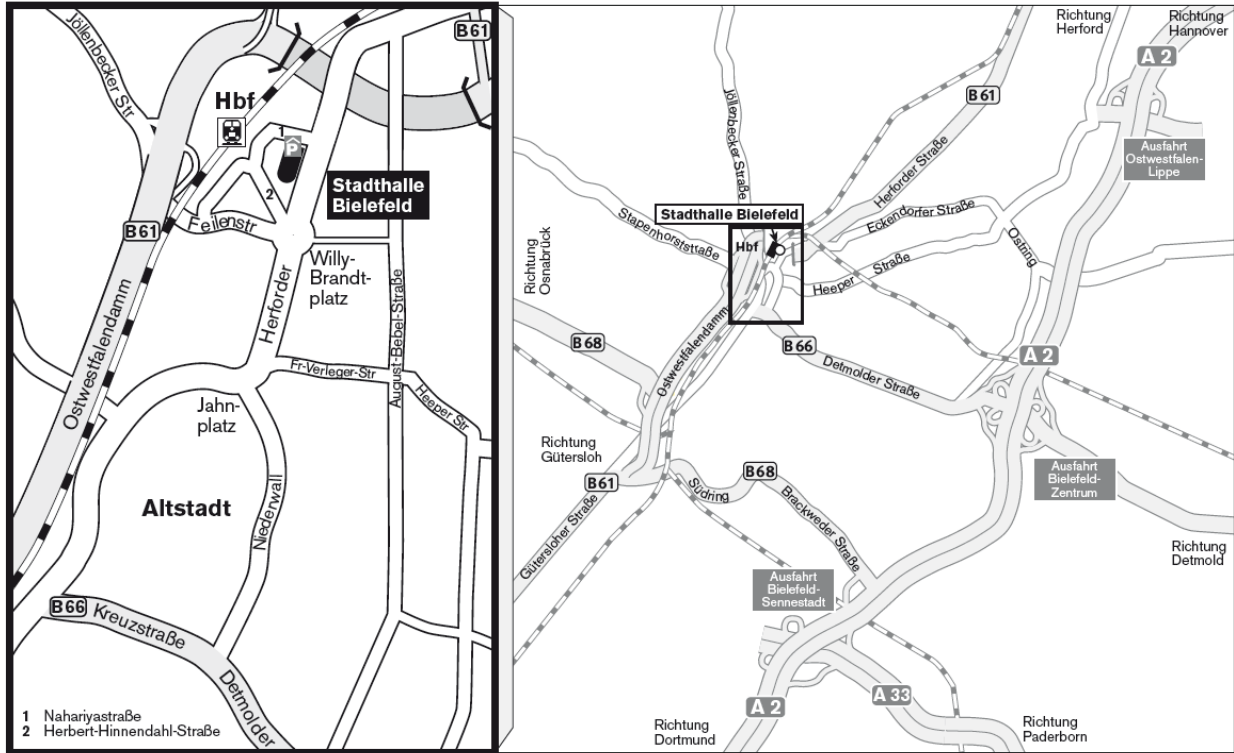 Jöllenbecker Str
B61
Hbf
1
P
2
Stadthalle
Bielefeld
B61
Feilenstr
Willy-
Brandt-
platz
Herforder
Ostwestfalendamm
August-Bebel-Straße
Fr-Verleger-Str
Heeper Str
Jahn-
platz
Altstadt
Niederwall
B66
Kreuzstraße
Detmolder
1 Nahariyastraße
2 Herbert-Hinnendahl-Straße
Richtung
Herford
Richtung
Hannover
A 2
B61
Jöllenbecker Straße
Ausfahrt
Ostwestfalen-
Lippe
Herforder Straße
Stadthalle Bielefeld
Eckendorfer Straße
Stapenhorststraße
Hbf
Ostring
Richtung
Osnabrück
Heeper Straße
B68
B66
A 2
Ostwestfalendamm
Detmolder Straße
Richtung
Gütersloh
B61
Südring
B68
Brackweder Straße
Ausfahrt
Bielefeld-
Zentrum
Gütersloher Straße
Richtung
Detmold
Ausfahrt
Bielefeld-
Sennestadt
A 2
A 33
Richtung
Dortmund
Richtung
Paderborn